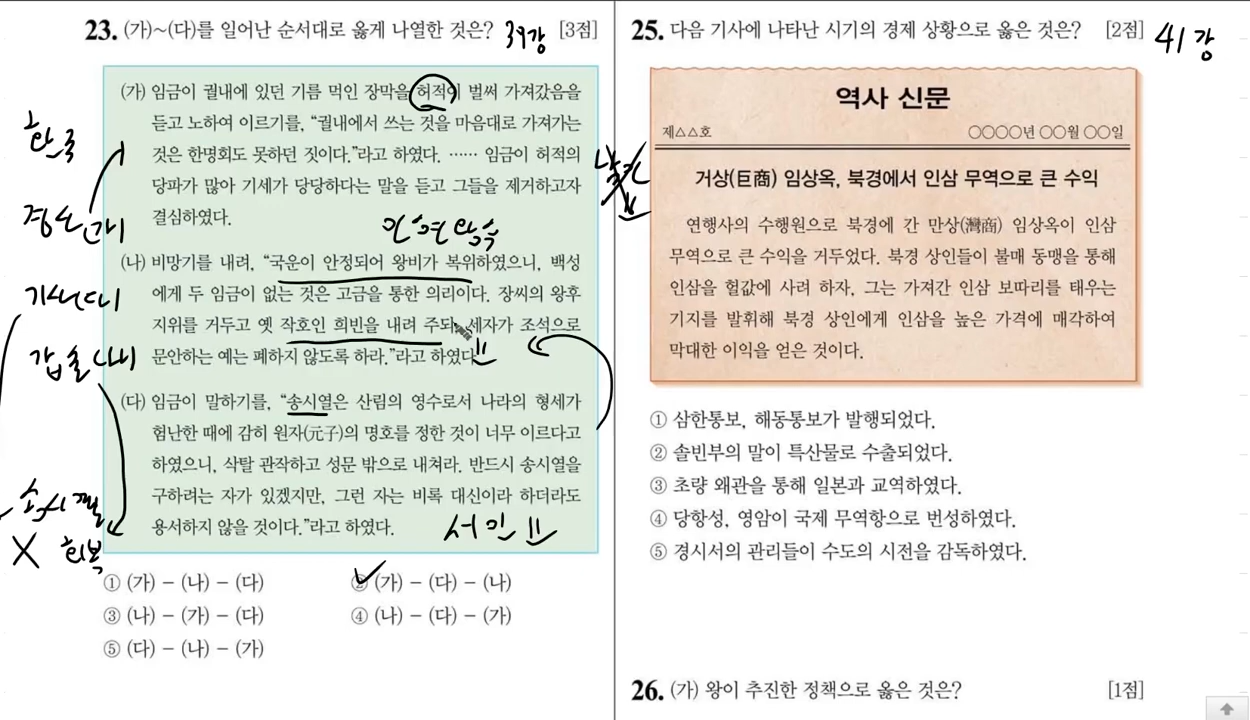 23. (가)~(다)를 일어난 순서대로 옳게 나열한 것은? [3점]
39강
(가) 임금이 궐내에 있던 기름 먹인 장막을 허적이 벌써 가져갔음을
듣고 노하여 이르기를, “궐내에서 쓰는 것을 마음대로 가져가는
것은 한명회도 못하던 짓이다.”라고 하였다. …… 임금이 허적의
당파가 많아 기세가 당당하다는 말을 듣고 그들을 제거하고자
결심하였다.
(나) 비망기를 내려, “국운이 안정되어 왕비가 복위하였으니, 백성
에게 두 임금이 없는 것은 고금을 통한 의리이다. 장씨의 왕후
지위를 거두고 옛 작호인 희빈을 내려 주되, 세자가 조석으로
문안하는 예는 폐하지 않도록 하라.”라고 하였다.
(다) 임금이 말하기를, “송시열은 산림의 영수로서 나라의 형세가
험난한 때에 감히 원자(元子)의 명호를 정한 것이 너무 이르다고
하였으니, 삭탈 관작하고 성문 밖으로 내쳐라. 반드시 송시열을
구하려는 자가 있겠지만, 그런 자는 비록 대신이라 하더라도
용서하지 않을 것이다.”라고 하였다.
서인
송시열
X
① (가) – (나) – (다)
② (가) – (다) – (나)
③ (나) – (가) – (다)
④ (나) – (다) – (가)
⑤ (다) – (나) – (가)
25. 다음 기사에 나타난 시기의 경제 상황으로 옳은 것은? [2점]
41강
역사 신문
제△△호 ○○○○년 ○○월 ○○일
거상(巨商) 임상옥, 북경에서 인삼 무역으로 큰 수익
연행사의 수행원으로 북경에 간 만상(灣商) 임상옥이 인삼
무역으로 큰 수익을 거두었다. 북경 상인들이 불매 동맹을 통해
인삼을 헐값에 사려 하자, 그는 가져간 인삼 보따리를 태우는
기지를 발휘해 북경 상인에게 인삼을 높은 가격에 매각하여
막대한 이익을 얻은 것이다.
① 삼한통보, 해동통보가 발행되었다.
② 솔빈부의 말이 특산물로 수출되었다.
③ 초량 왜관을 통해 일본과 교역하였다.
④ 당항성, 영암이 국제 무역항으로 번성하였다.
⑤ 경시서의 관리들이 수도의 시전을 감독하였다.
26. (가) 왕이 추진한 정책으로 옳은 것은? [1점]